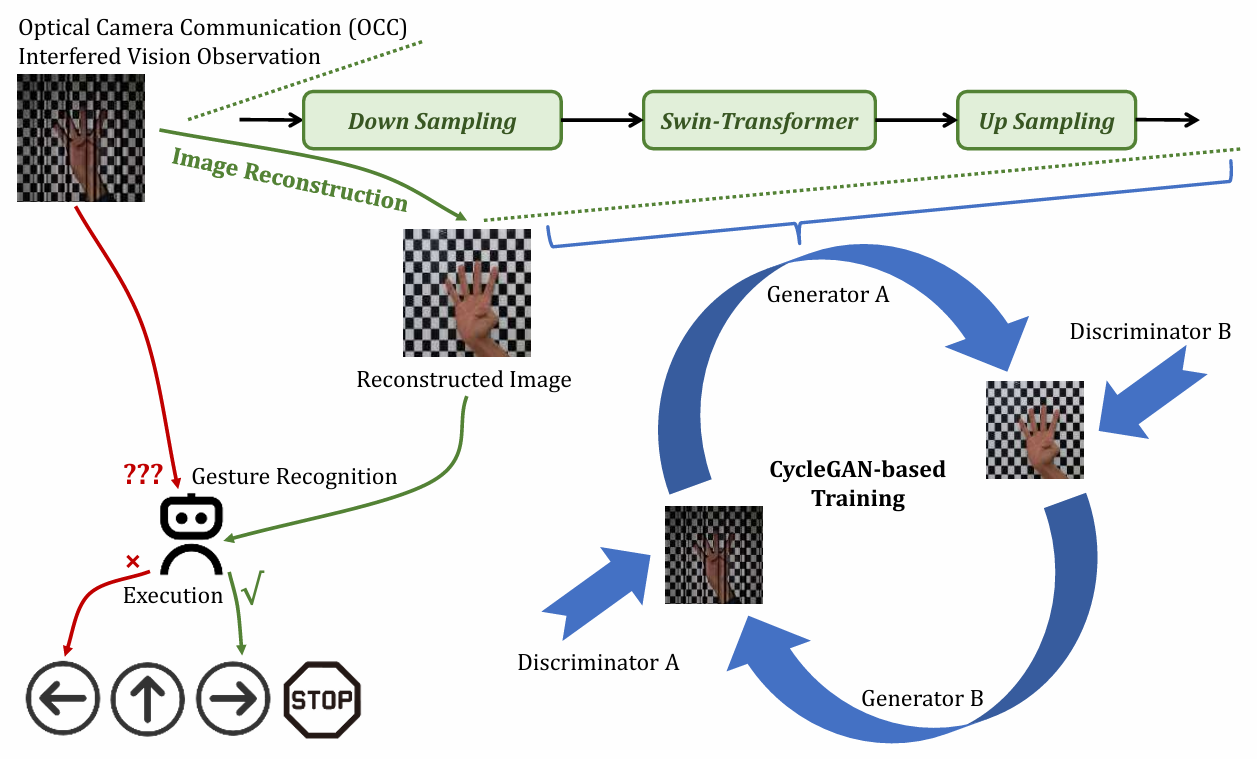 Optical Camera Communication (OCC)
Interfered Vision Observation
Down Sampling
Swin-Transformer
Up Sampling
Image Reconstruction
Generator A
Discriminator B
Reconstructed Image
CycleGAN-based
Training
???
Gesture Recognition
×
Execution
√
Discriminator A
Generator B
STOP